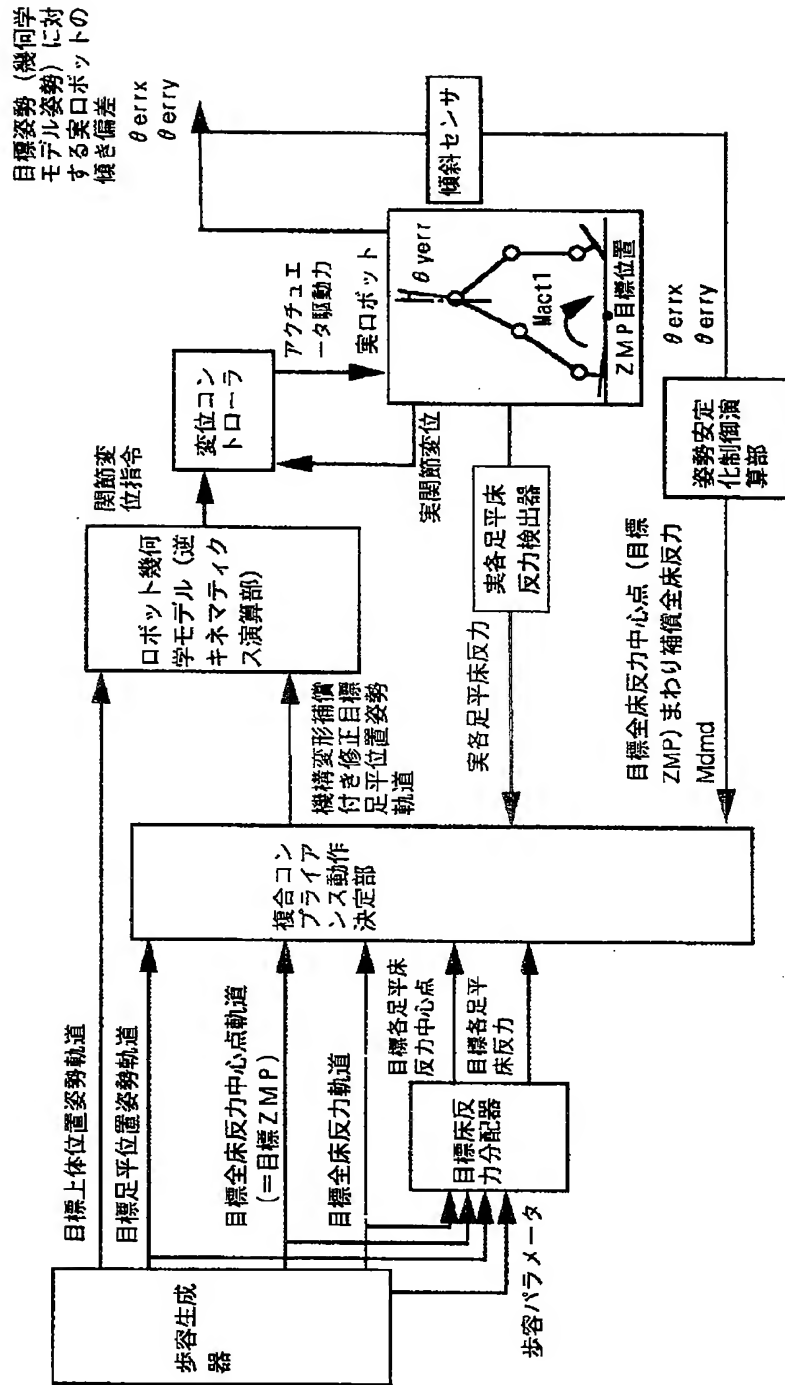 歩容生成
器
目標上体位置姿勢軌道
目標足平位置姿勢軌道
目標全床反力中心点軌道
(=目標ZMP)
目標全床反力軌道
歩容パラメータ
目標床反
力分配器
目標各足平床
反力中心点
目標各足平
床反力
複合コン
プライア
ンス動作
決定部
機構変形補償
付き修正目標
足平位置姿勢
軌道
ロボット幾何
学モデル(逆
キネマティク
ス演算部)
関節変
位指令
変位コン
トローラ
アクチュエ
ータ駆動力
実ロボット
実関節変位
θyerr
Mact1
ZMP目標位置
実各足平床
反力検出器
実各足平床反力
目標姿勢(幾何学
モデル姿勢)に対
する実ロボットの
傾き偏差
θerrx
θerry
傾斜センサ
θerrx
θerry
姿勢安定
化制御演
算部
目標全床反力中心点(目標
ZMP)まわり補償全床反力
Mdmd